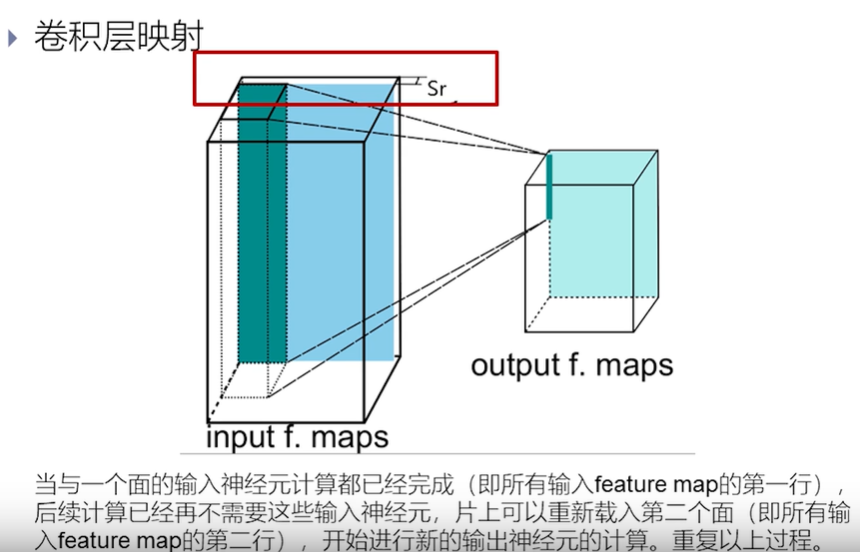 卷积层映射
Sr
output f. maps
input f. maps
当与一个面的输入神经元计算都已经完成（即所有输入feature map的第一行），
后续计算已经再不需要这些输入神经元，片上可以重新载入第二个面（即所有输
入feature map的第二行），开始进行新的输出神经元的计算。重复以上过程。